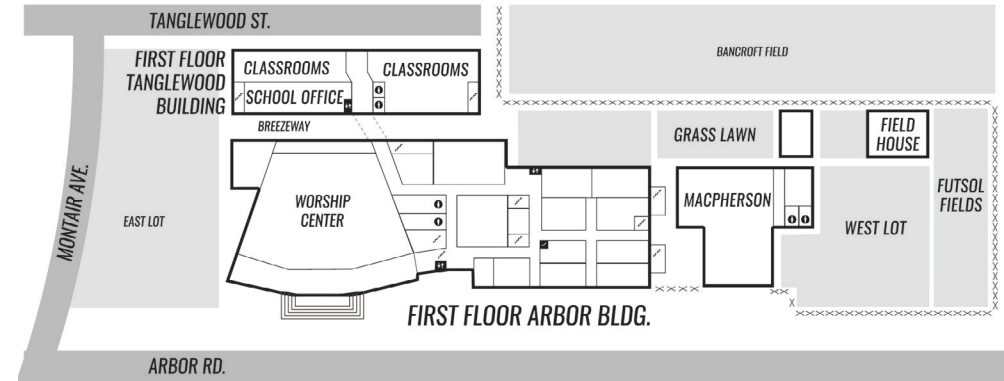 TANGLEWOOD ST.
FIRST FLOOR
TANGLEWOOD
BUILDING
CLASSROOMS
CLASSROOMS
SCHOOL OFFICE
BREEZEWAY
BANCROFT FIELD
GRASS LAWN
FIELD
HOUSE
MONTAIR AVE.
EAST LOT
WORSHIP
CENTER
MACPHERSON
WEST LOT
FUTSOL
FIELDS
FIRST FLOOR ARBOR BLDG.
ARBOR RD.